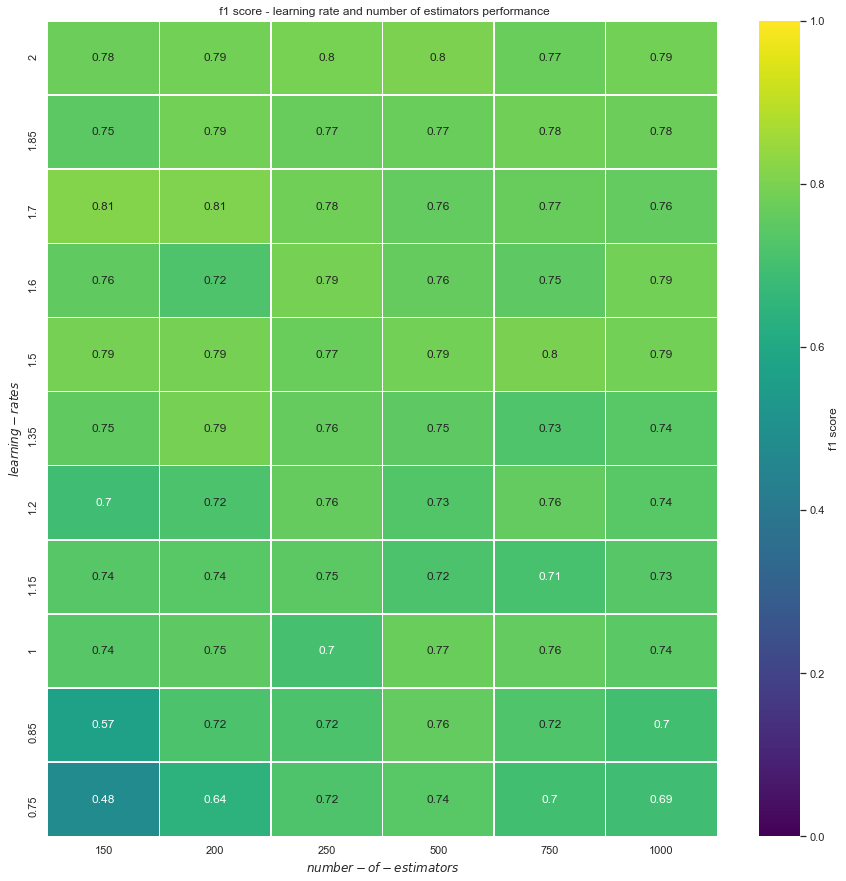 f1 score - learning rate and number of estimators performance
2 0.78 0.79 0.8 0.8 0.77 0.79
1.85 0.75 0.79 0.77 0.77 0.78 0.78
1.7 0.81 0.81 0.78 0.76 0.77 0.76
1.6 0.76 0.72 0.79 0.76 0.75 0.79
1.5 0.79 0.79 0.77 0.79 0.8 0.79
1.35 0.75 0.79 0.76 0.75 0.73 0.74
1.2 0.7 0.72 0.76 0.73 0.76 0.74
1.15 0.74 0.74 0.75 0.72 0.71 0.73
1 0.74 0.75 0.7 0.77 0.76 0.74
0.85 0.57 0.72 0.72 0.76 0.72 0.7
0.75 0.48 0.64 0.72 0.74 0.7 0.69
150 200 250 500 750 1000
number − of − estimators
learning − rates
1.0
0.8
0.6
0.4
0.2
0.0
f1 score